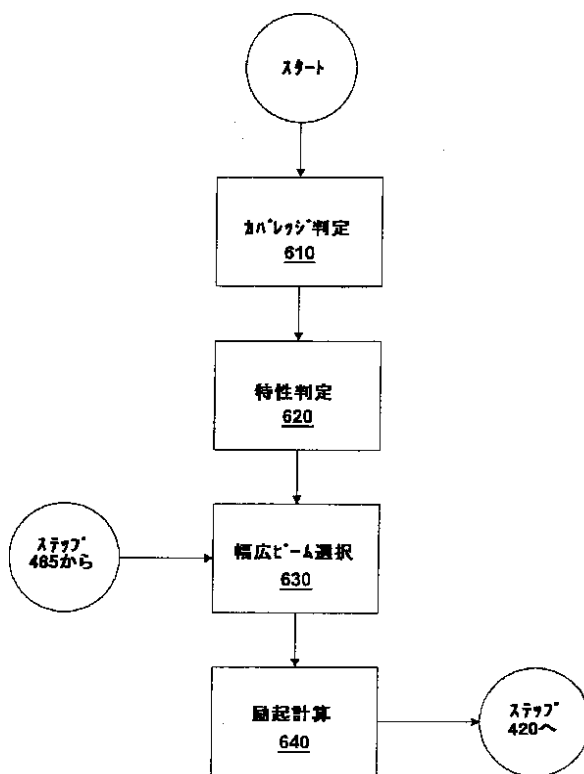 スタート
カバレッジ判定
610
特性判定
620
ステップ
465から
幅広ビーム選択
630
励起計算
640
ステップ
420へ